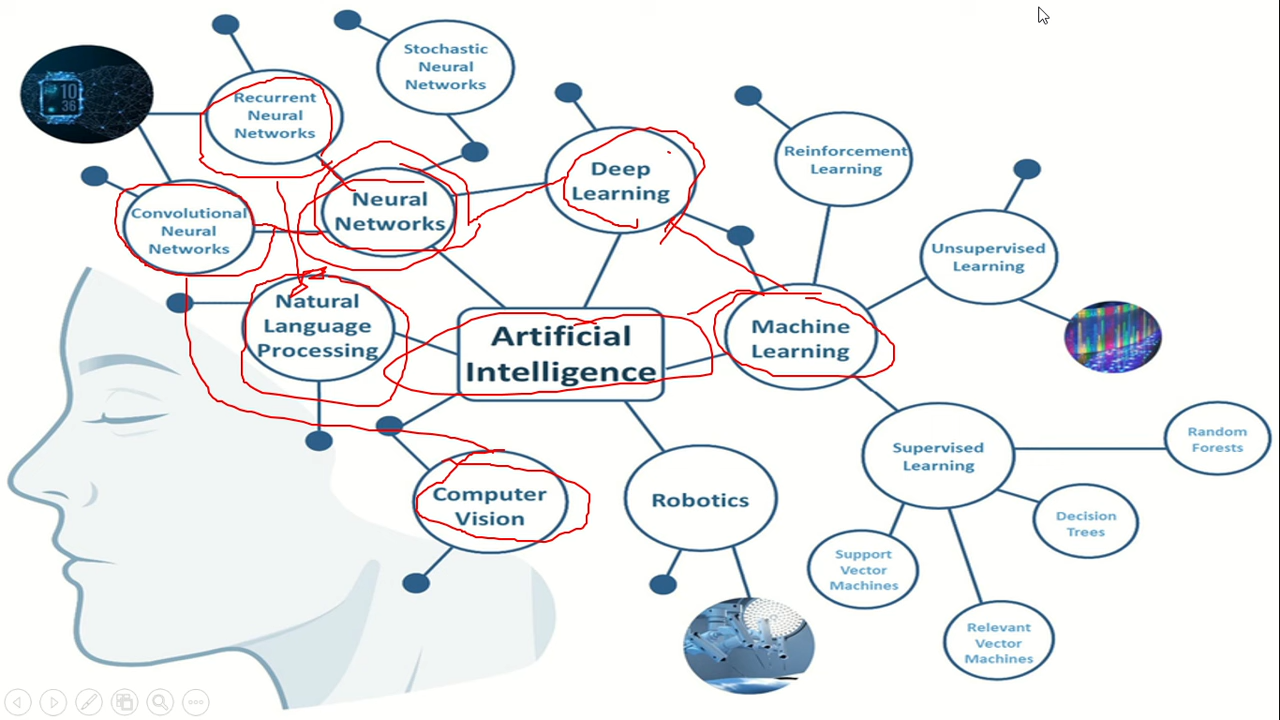 Stochastic
Neural
Networks
Recurrent
Neural
Networks
10
36
Deep
Learning
Reinforcement
Learning
Neural
Networks
Convolutional
Neural
Networks
Unsupervised
Learning
Natural
Language
Processing
Artificial
Intelligence
Machine
Learning
Supervised
Learning
Random
Forests
Computer
Vision
Robotics
Decision
Trees
Support
Vector
Machines
Relevant
Vector
Machines